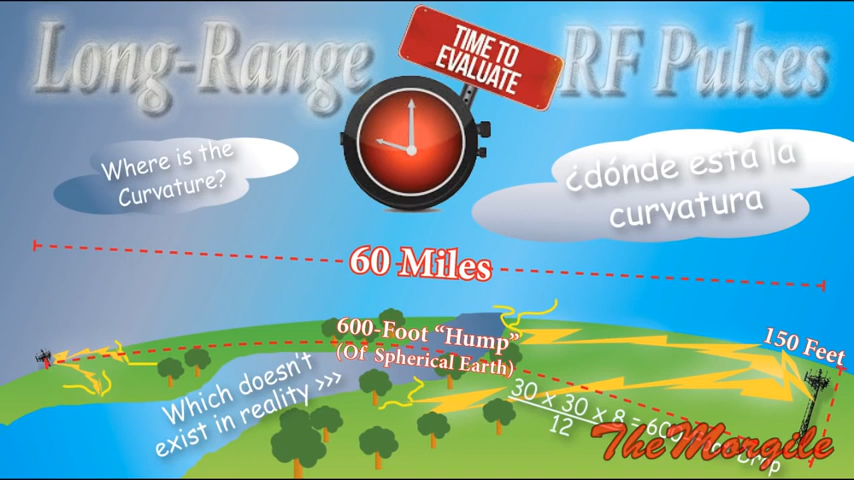 Long-Range
TIME TO
EVALUATE
RF Pulses
Where is the
Curvature?
¿dónde está la
curvatura
60 Miles
600-Foot “Hump”
(Of Spherical Earth)
150 Feet
Which doesn't
exist in reality >>>
30 x 30 x 8 = 600
12
TheMorgile